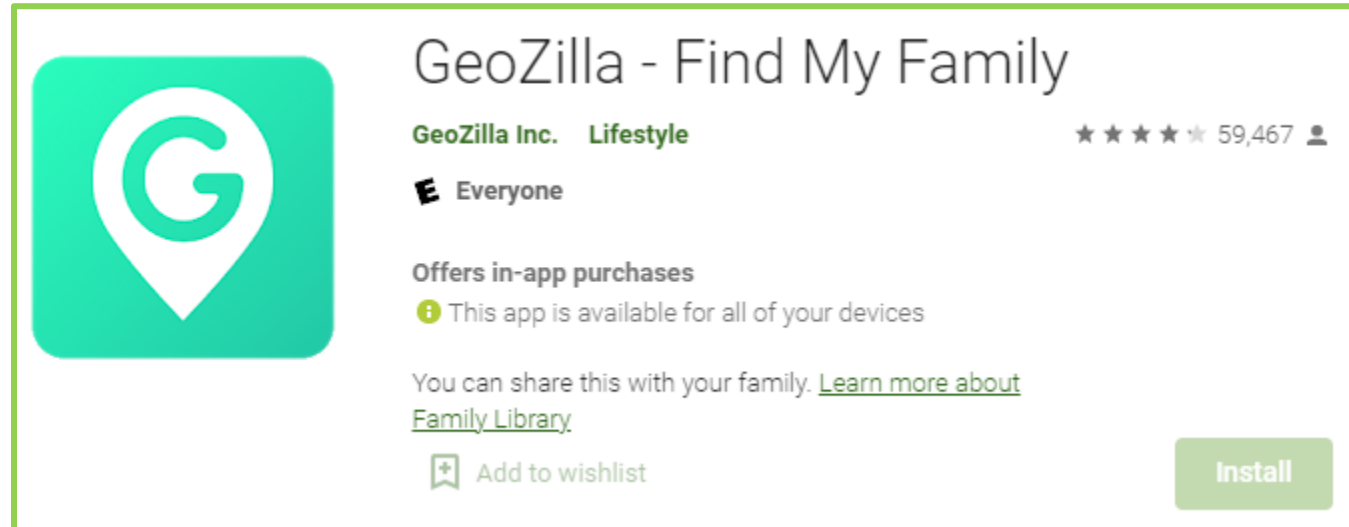 GeoZilla - Find My Family
GeoZilla Inc. Lifestyle
59,467
E Everyone
Offers in-app purchases
This app is available for all of your devices
You can share this with your family. Learn more about
Family Library
Add to wishlist
Install
G